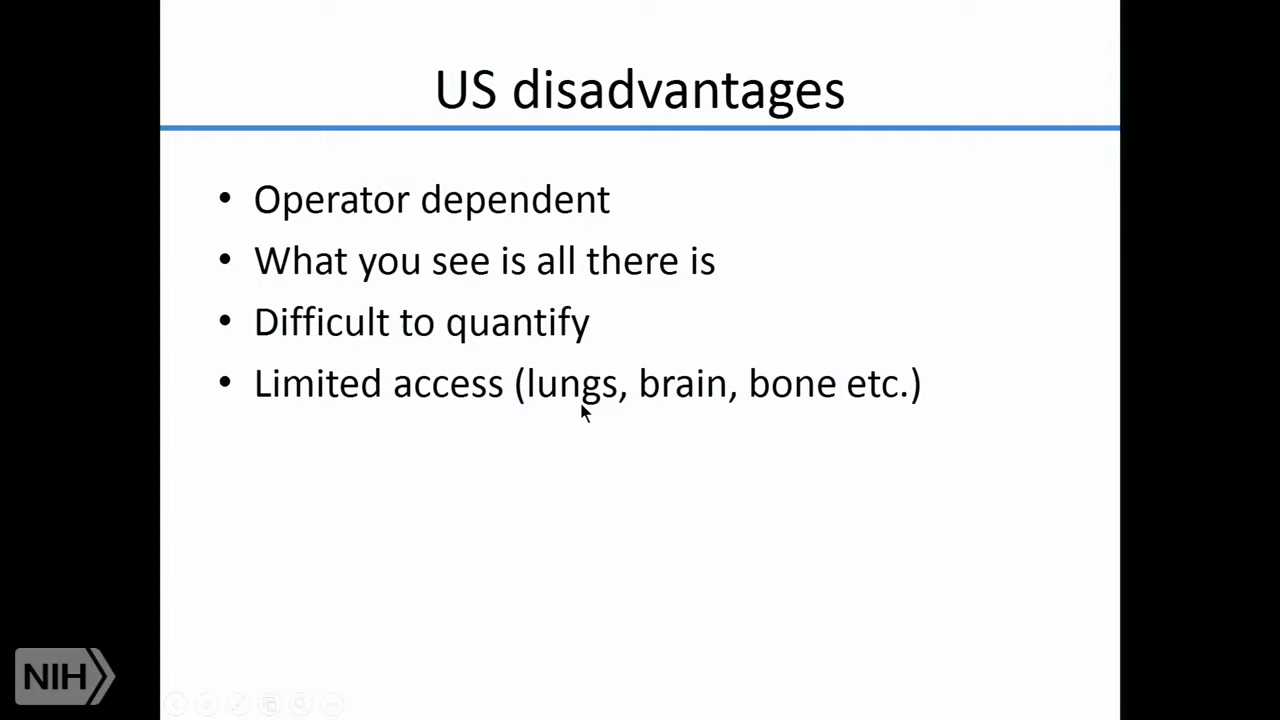 US disadvantages
• Operator dependent
• What you see is all there is
• Difficult to quantify
• Limited access (lungs, brain, bone etc.)
NIH